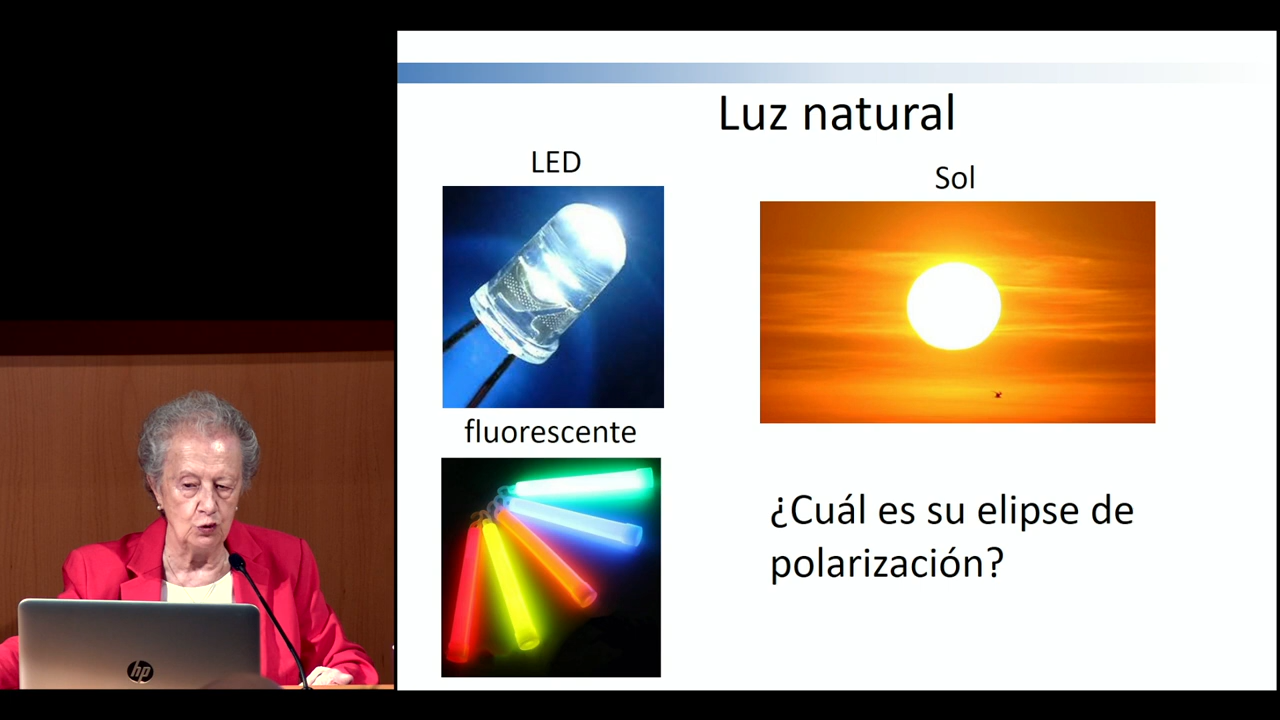 Luz natural
LED
Sol
fluorescente
¿Cuál es su elipse de
polarización?
hp